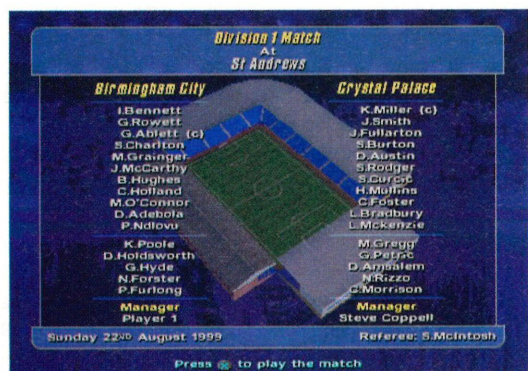 Division 1 Match
At
St Andrews
Birmingham City
I.Bennett
G.Rowett
G.Ablett (c)
S.Charlton
M.Grainger
J.McCarthy
B.Hughes
C.Holland
M.O'Connor
D.Adebola
P.Ndlovu
K.Poole
D.Holdsworth
G.Hyde
N.Forster
P.Furlong
Manager
Player 1
Crystal Palace
K.Miller (c)
J.Smith
J.Fullarton
S.Burton
D.Austin
S.Rodger
S.Curcic
H.Mullins
C.Foster
L.Bradbury
L.Mckenzie
M.Gregg
G.Petric
D.Amsalem
N.Rizzo
C.Morrison
Manager
Steve Coppell
Sunday 22ND August 1999
Referee: S.McIntosh
Press to play the match